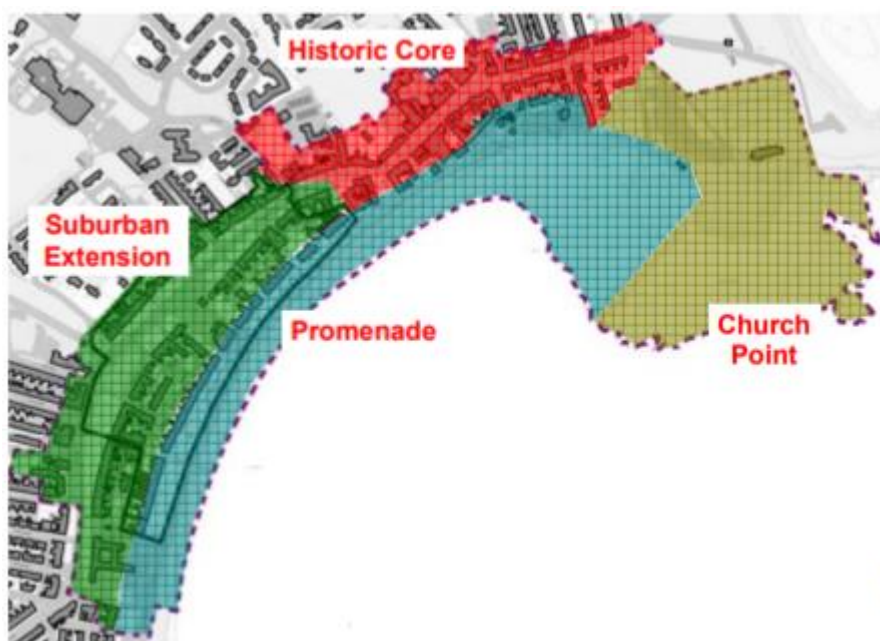 Historic Core
Suburban
Extension
Promenade
Church
Point